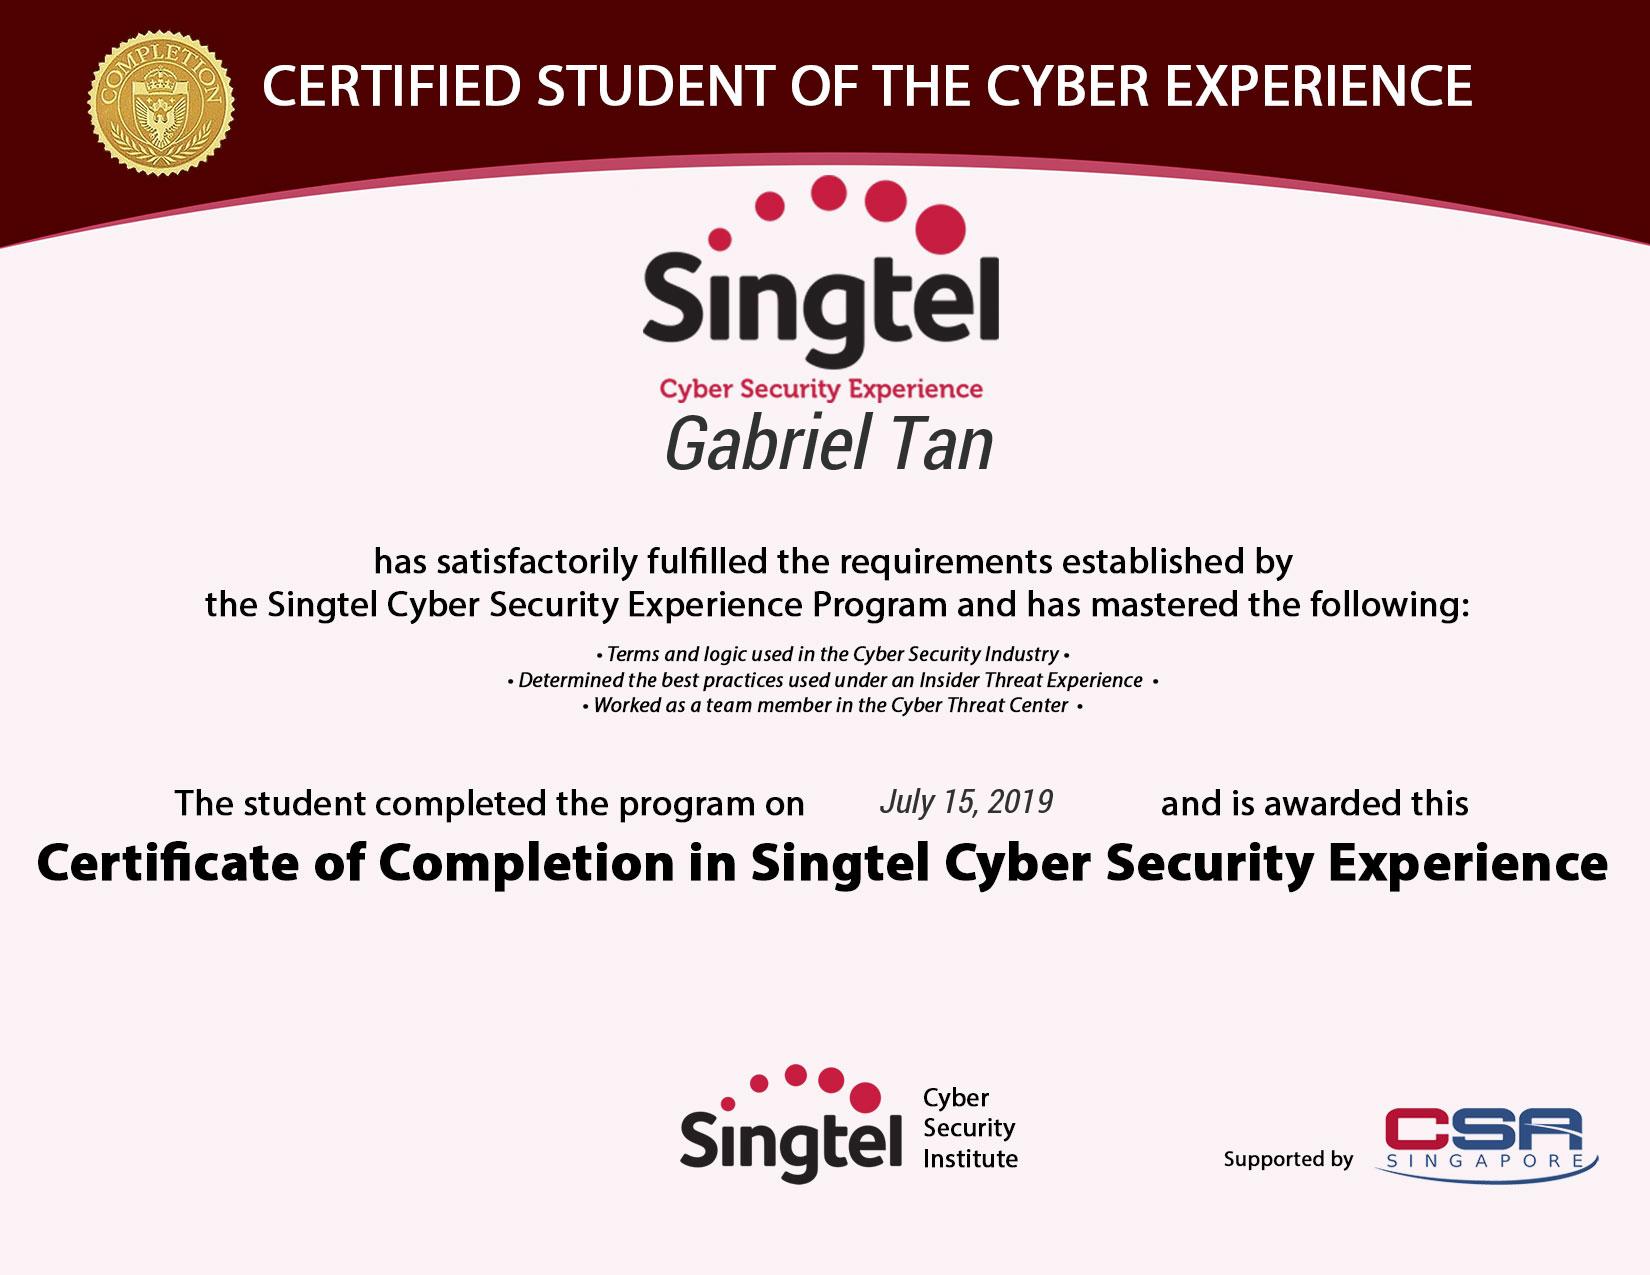 COMPLETION
CERTIFIED STUDENT OF THE CYBER EXPERIENCE
Singtel
Cyber Security Experience
Gabriel Tan
has satisfactorily fulfilled the requirements established by
the Singtel Cyber Security Experience Program and has mastered the following:
• Terms and logic used in the Cyber Security Industry •
• Determined the best practices used under an Insider Threat Experience •
• Worked as a team member in the Cyber Threat Center •
The student completed the program on July 15, 2019 and is awarded this
Certificate of Completion in Singtel Cyber Security Experience
Singtel
Cyber
Security
Institute
Supported by
CSA
SINGAPORE